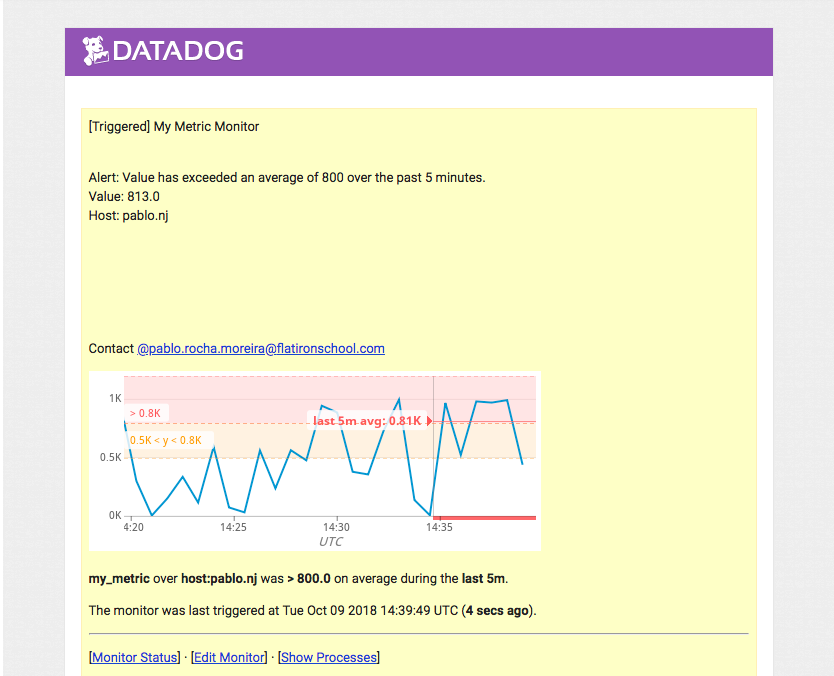 DATADOG
[Triggered] My Metric Monitor
Alert: Value has exceeded an average of 800 over the past 5 minutes.
Value: 813.0
Host: pablo.nj
Contact @pablo.rocha.moreira@flatironschool.com
1K
> 0.8K
last 5m avg: 0.81K
0.5K < y < 0.8K
0.5K
0K
4:20 14:25 14:30 14:35
UTC
my_metric over host:pablo.nj was > 800.0 on average during the last 5m.
The monitor was last triggered at Tue Oct 09 2018 14:39:49 UTC (4 secs ago).
[Monitor Status] · [Edit Monitor] · [Show Processes]